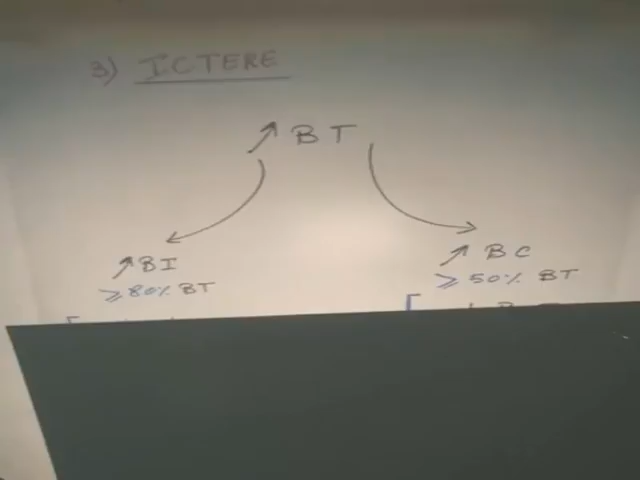 3) ICTERE
↗ BT
↗ BI
↗ BC
≥ 80% BT
≥ 50% BT